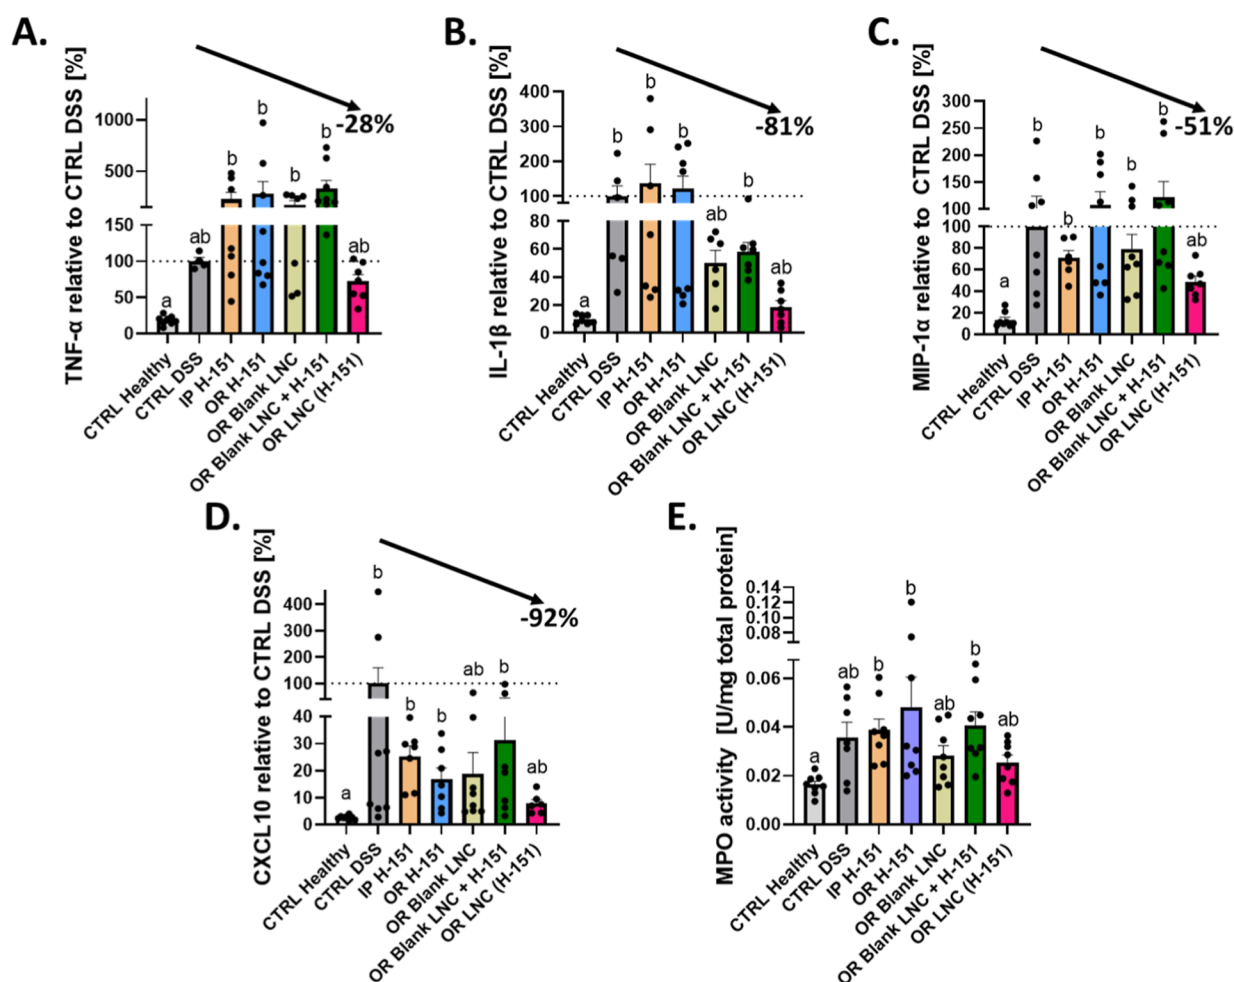 A.
TNF-α relative to CTRL DSS [%]
1000
500
150
100
50
0
a
ab
b
b
b
b
ab
-28%
CTRL Healthy
CTRL DSS
IP H-151
OR H-151
OR Blank LNC
OR Blank LNC + H-151
OR LNC (H-151)
B.
IL-1β relative to CTRL DSS [%]
400
300
200
100
80
60
40
20
0
a
b
b
b
ab
b
ab
-81%
CTRL Healthy
CTRL DSS
IP H-151
OR H-151
OR Blank LNC
OR Blank LNC + H-151
OR LNC (H-151)
C.
MIP-1α relative to CTRL DSS [%]
300
250
200
150
100
100
80
60
40
20
0
a
b
b
b
b
b
ab
-51%
CTRL Healthy
CTRL DSS
IP H-151
OR H-151
OR Blank LNC
OR Blank LNC + H-151
OR LNC (H-151)
D.
CXCL10 relative to CTRL DSS [%]
400
300
200
100
40
30
20
10
0
a
b
b
b
ab
b
ab
-92%
CTRL Healthy
CTRL DSS
IP H-151
OR H-151
OR Blank LNC
OR Blank LNC + H-151
OR LNC (H-151)
E.
MPO activity [U/mg total protein)
0.14
0.12
0.10
0.08
0.06
0.04
0.02
0.00
a
ab
b
b
ab
b
ab
CTRL Healthy
CTRL DSS
IP H-151
OR H-151
OR Blank LNC
OR Blank LNC + H-151
OR LNC (H-151)